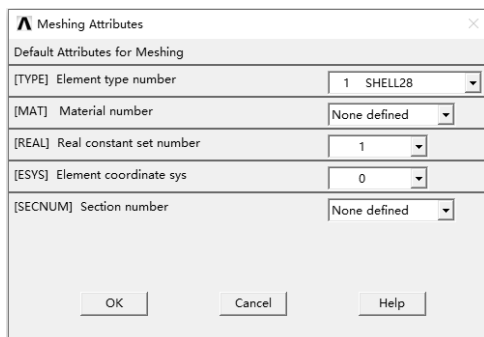 Meshing Attributes
Default Attributes for Meshing
[TYPE] Element type number 1 SHELL28
[MAT] Material number None defined
[REAL] Real constant set number 1
[ESYS] Element coordinate sys 0
[SECNUM] Section number None defined
OK Cancel Help